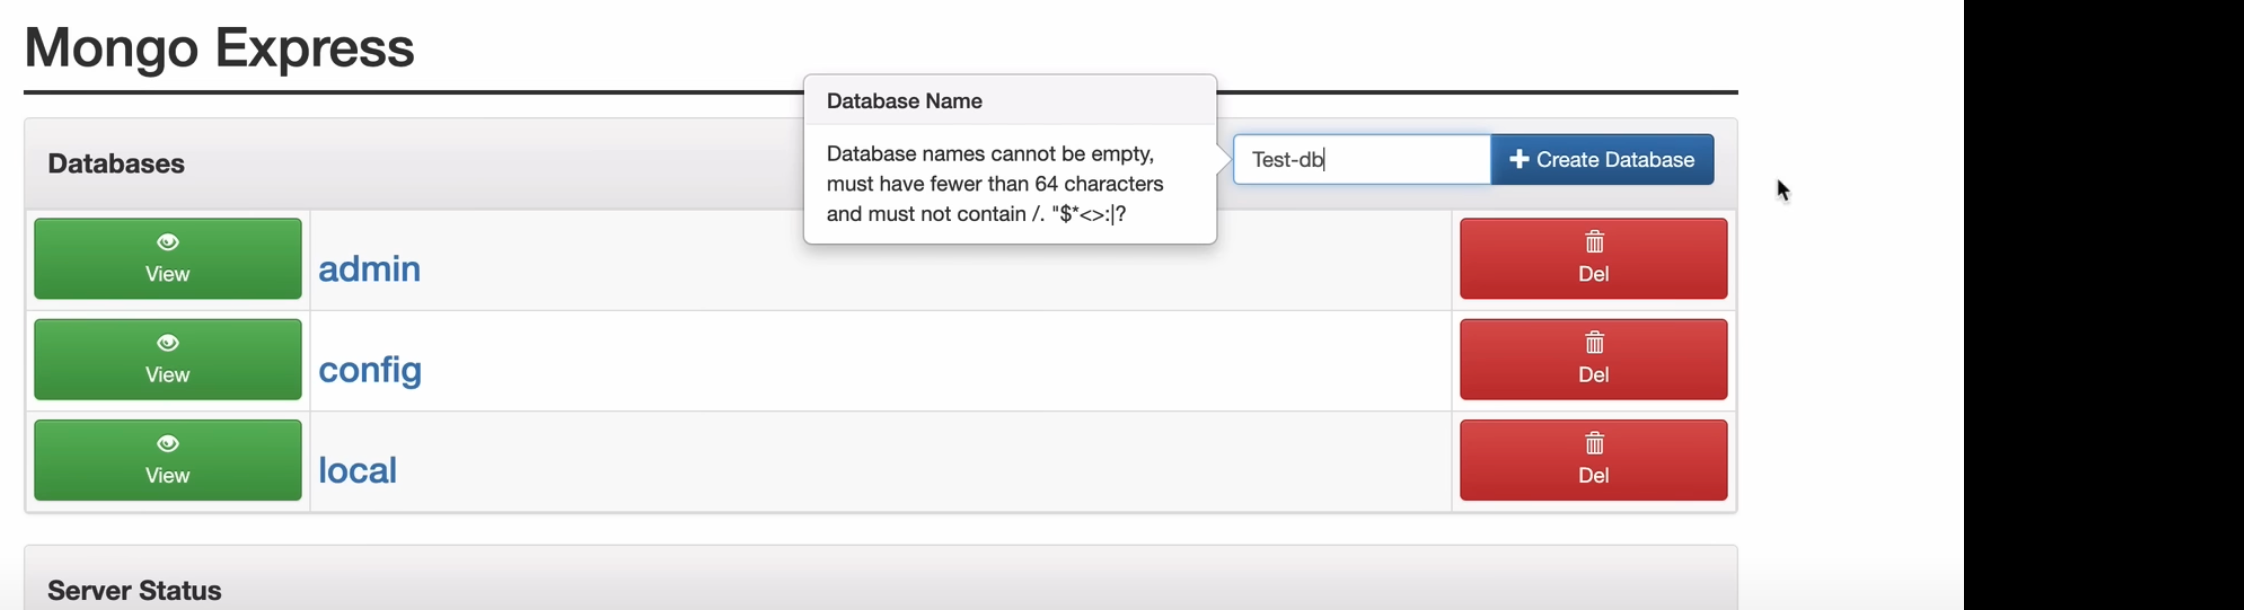 Mongo Express
Database Name
Database names cannot be empty,
must have fewer than 64 characters
and must not contain /. "$*<>:|?
Databases
Test-db
Create Database
View
admin
Del
View
config
Del
View
local
Del
Server Status